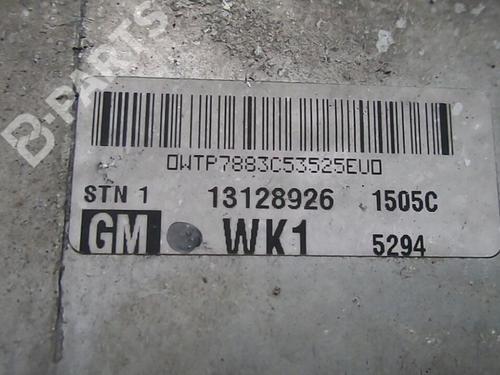 B-PARTS
0WTP7883C53525EU0
STN 1 13128926 1505C
GM WK1 5294